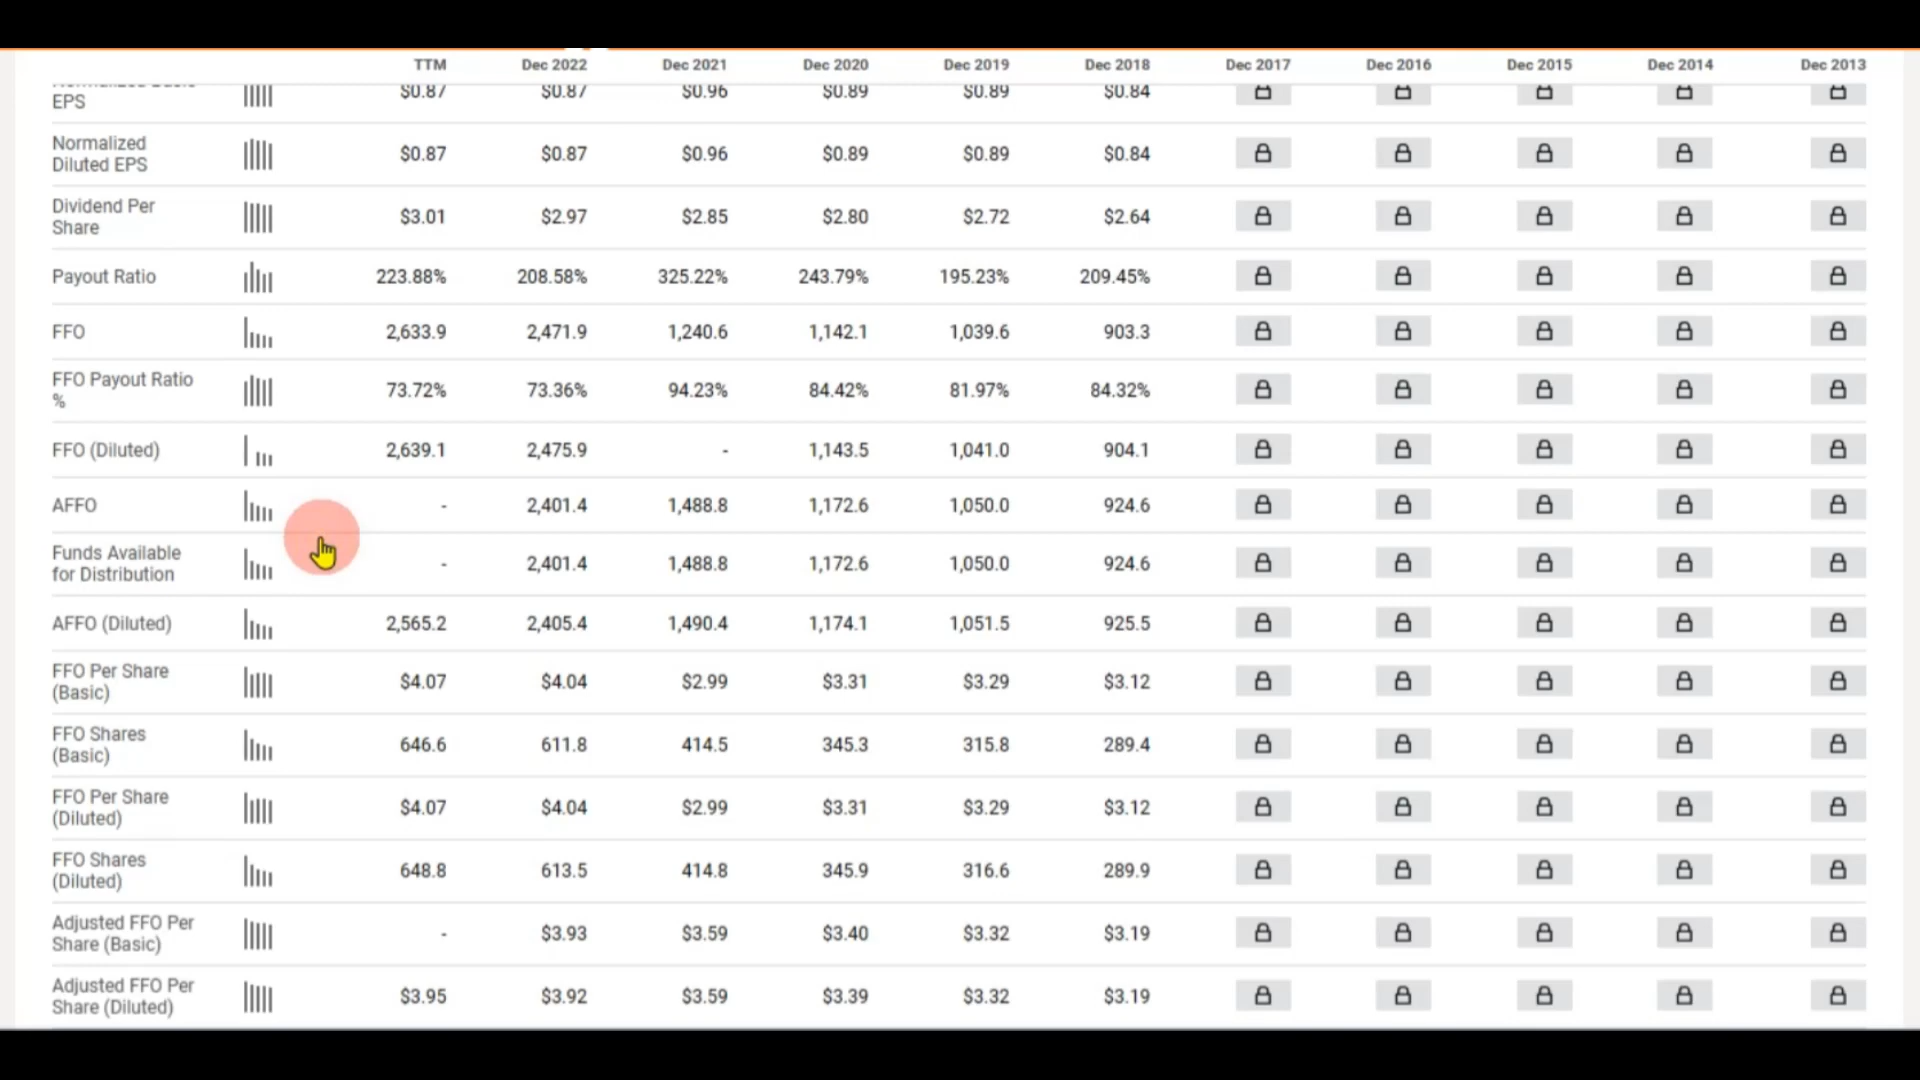 TTM Dec 2022 Dec 2021 Dec 2020 Dec 2019 Dec 2018 Dec 2017 Dec 2016 Dec 2015 Dec 2014 Dec 2013
EPS $0.87 $0.87 $0.96 $0.89 $0.89 $0.84
Normalized
Diluted EPS $0.87 $0.87 $0.96 $0.89 $0.89 $0.84
Dividend Per
Share $3.01 $2.97 $2.85 $2.80 $2.72 $2.64
Payout Ratio 223.88% 208.58% 325.22% 243.79% 195.23% 209.45%
FFO 2,633.9 2,471.9 1,240.6 1,142.1 1,039.6 903.3
FFO Payout Ratio
% 73.72% 73.36% 94.23% 84.42% 81.97% 84.32%
FFO (Diluted) 2,639.1 2,475.9 - 1,143.5 1,041.0 904.1
AFFO - 2,401.4 1,488.8 1,172.6 1,050.0 924.6
Funds Available
for Distribution - 2,401.4 1,488.8 1,172.6 1,050.0 924.6
AFFO (Diluted) 2,565.2 2,405.4 1,490.4 1,174.1 1,051.5 925.5
FFO Per Share
(Basic) $4.07 $4.04 $2.99 $3.31 $3.29 $3.12
FFO Shares
(Basic) 646.6 611.8 414.5 345.3 315.8 289.4
FFO Per Share
(Diluted) $4.07 $4.04 $2.99 $3.31 $3.29 $3.12
FFO Shares
(Diluted) 648.8 613.5 414.8 345.9 316.6 289.9
Adjusted FFO Per
Share (Basic) - $3.93 $3.59 $3.40 $3.32 $3.19
Adjusted FFO Per
Share (Diluted) $3.95 $3.92 $3.59 $3.39 $3.32 $3.19